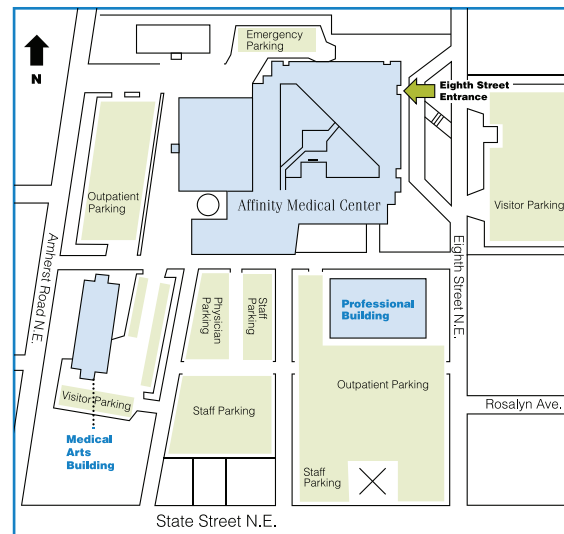 Emergency
Parking
N
Eighth Street
Entrance
Outpatient
Parking
Affinity Medical Center
Visitor Parking
Amherst Road N.E.
Eighth Street N.E.
Physician
Parking
Staff
Parking
Professional
Building
Outpatient Parking
Visitor Parking
Staff Parking
Rosalyn Ave.
Medical
Arts
Building
Staff
Parking
State Street N.E.